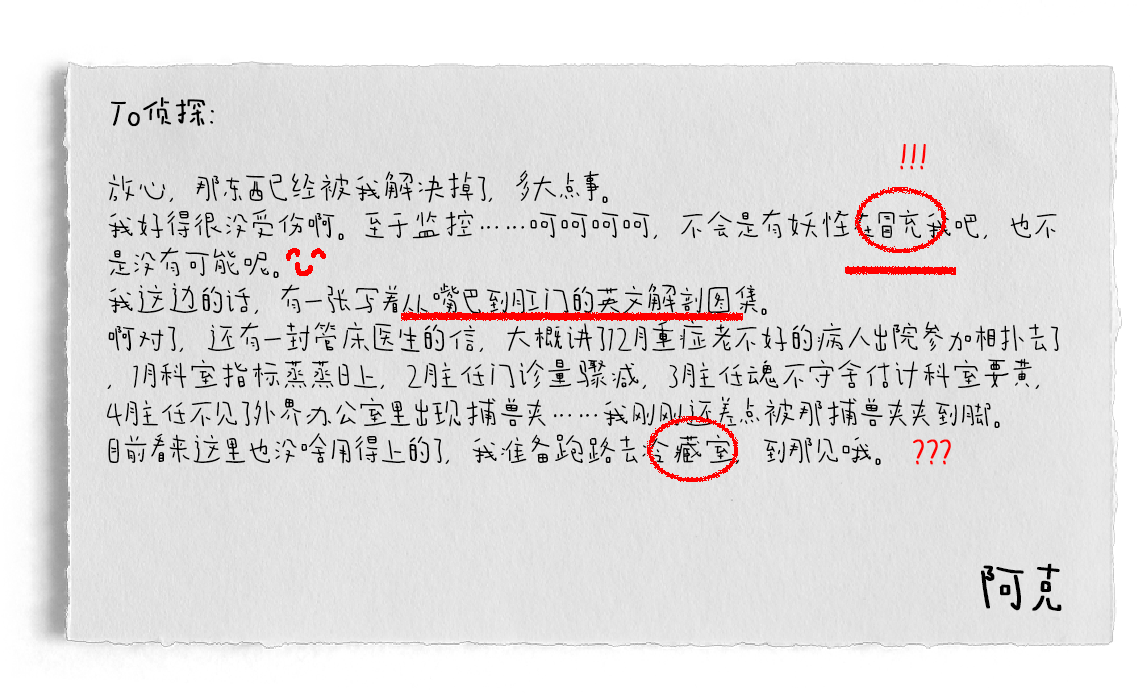 To侦探：
!!!
放心，那东西已经被我解决掉了，多大点事。
我好得很没受份啊。至于监控……呵呵呵呵，不会是有妖怪在冒充我吧，也不
是没有可能呢。
我这边的话，有一张写着从嘴巴到肛门的英文解剖图集。
啊对了，还有一封管床医生的信，大概讲了12月重症老不好的病人出院参加相扑去了
，1月科室指标蒸蒸日上，2月主任门诊量骤减，3月主任魂不守舍估计科室要黄，
4月主任不见了外界办公室里出现捕兽夹……我刚刚还差点被那捕兽夹夹到脚。
目前看来这里也没啥用得上的了，我准备跑路去冷藏室，到那见哦。 ???
阿克